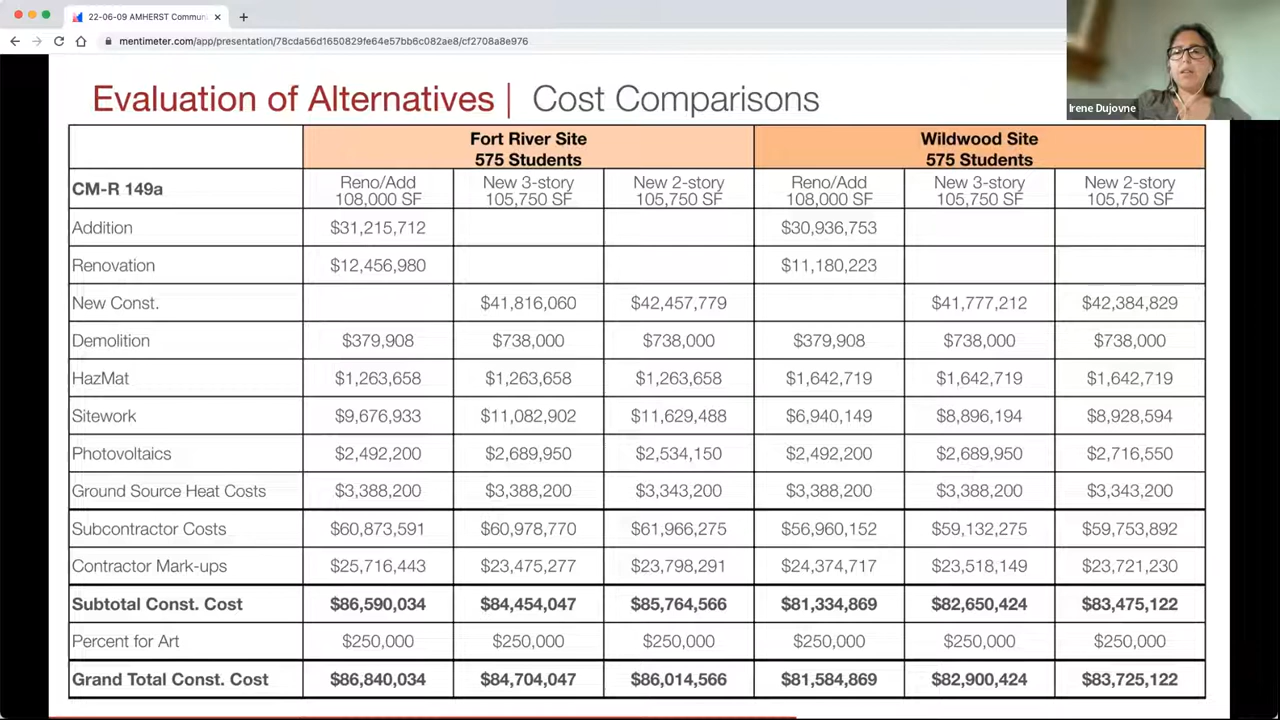 22-06-09 AMHERST Commun
mentimeter.com/app/presentation/78cda56d1650829fe64e57bb6c082ae8/cf2708a8e976
Irene Dujovne
Evaluation of Alternatives | Cost Comparisons
Fort River Site Wildwood Site
575 Students 575 Students
CM-R 149a Reno/Add New 3-story New 2-story Reno/Add New 3-story New 2-story
108,000 SF 105,750 SF 105,750 SF 108,000 SF 105,750 SF 105,750 SF
Addition $31,215,712 $30,936,753
Renovation $12,456,980 $11,180,223
New Const. $41,816,060 $42,457,779 $41,777,212 $42,384,829
Demolition $379,908 $738,000 $738,000 $379,908 $738,000 $738,000
HazMat $1,263,658 $1,263,658 $1,263,658 $1,642,719 $1,642,719 $1,642,719
Sitework $9,676,933 $11,082,902 $11,629,488 $6,940,149 $8,896,194 $8,928,594
Photovoltaics $2,492,200 $2,689,950 $2,534,150 $2,492,200 $2,689,950 $2,716,550
Ground Source Heat Costs $3,388,200 $3,388,200 $3,343,200 $3,388,200 $3,388,200 $3,343,200
Subcontractor Costs $60,873,591 $60,978,770 $61,966,275 $56,960,152 $59,132,275 $59,753,892
Contractor Mark-ups $25,716,443 $23,475,277 $23,798,291 $24,374,717 $23,518,149 $23,721,230
Subtotal Const. Cost $86,590,034 $84,454,047 $85,764,566 $81,334,869 $82,650,424 $83,475,122
Percent for Art $250,000 $250,000 $250,000 $250,000 $250,000 $250,000
Grand Total Const. Cost $86,840,034 $84,704,047 $86,014,566 $81,584,869 $82,900,424 $83,725,122